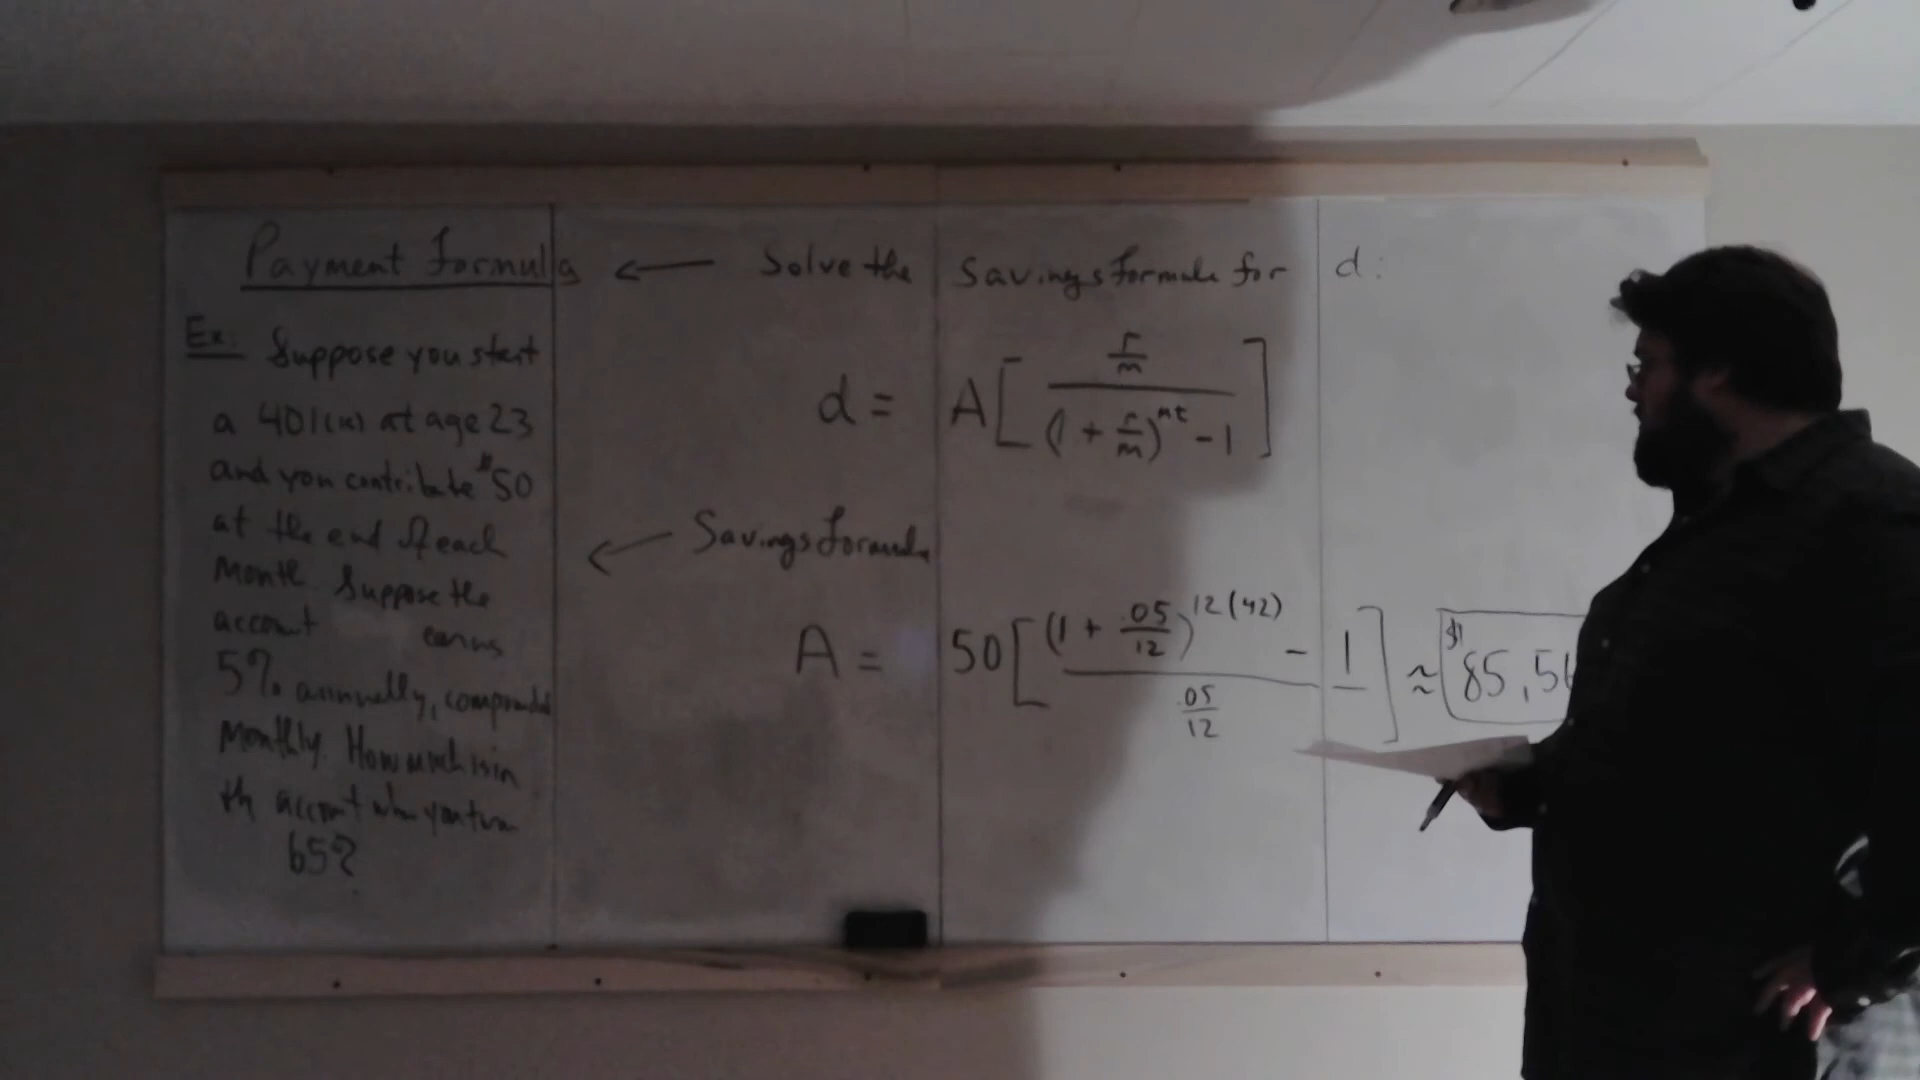 Payment Formula ← Solve the Savings Formula for d:
Ex: Suppose you start
a 401(k) at age 23
and you contribute $50
at the end of each
Month Suppose the
account earns
5% annually, compounded
Monthly. How much is in
the account when you turn
65?
d = A[ (r/m) / ((1 + r/m)^mt - 1) ]
← Savings Formula
A = 50[ ((1 + .05/12)^12(42) - 1) / (.05/12) ] ≈ $85,56